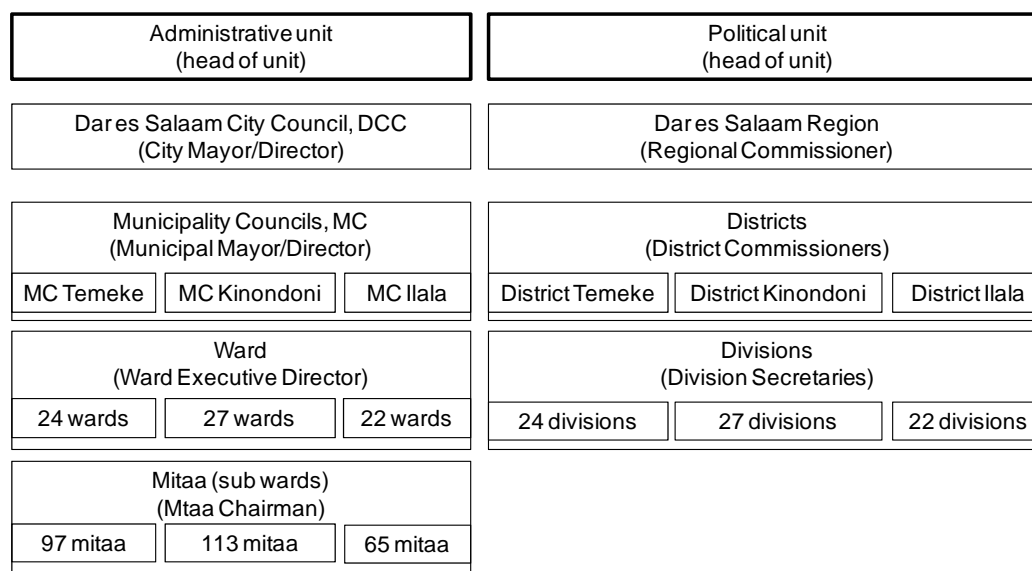 Administrative unit
(head of unit)
Political unit
(head of unit)
Dar es Salaam City Council, DCC
(City Mayor/Director)
Dar es Salaam Region
(Regional Commissioner)
Municipality Councils, MC
(Municipal Mayor/Director)
MC Temeke
MC Kinondoni
MC Ilala
Districts
(District Commissioners)
District Temeke
District Kinondoni
District Ilala
Ward
(Ward Executive Director)
24 wards
27 wards
22 wards
Divisions
(Division Secretaries)
24 divisions
27 divisions
22 divisions
Mitaa (sub wards)
(Mtaa Chairman)
97 mitaa
113 mitaa
65 mitaa